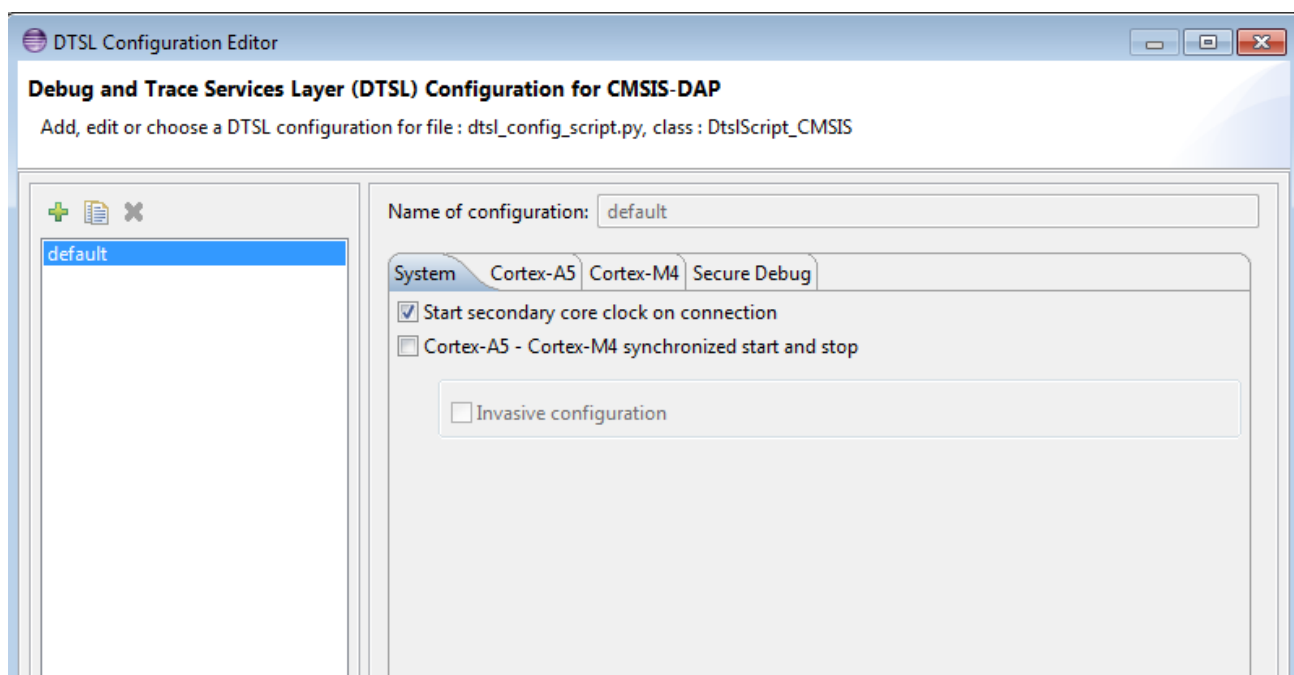 DTSL Configuration Editor
Debug and Trace Services Layer (DTSL) Configuration for CMSIS-DAP
Add, edit or choose a DTSL configuration for file : dtsl_config_script.py, class : DtslScript_CMSIS
Name of configuration: default
default
System Cortex-A5 Cortex-M4 Secure Debug
Start secondary core clock on connection
Cortex-A5 - Cortex-M4 synchronized start and stop
Invasive configuration